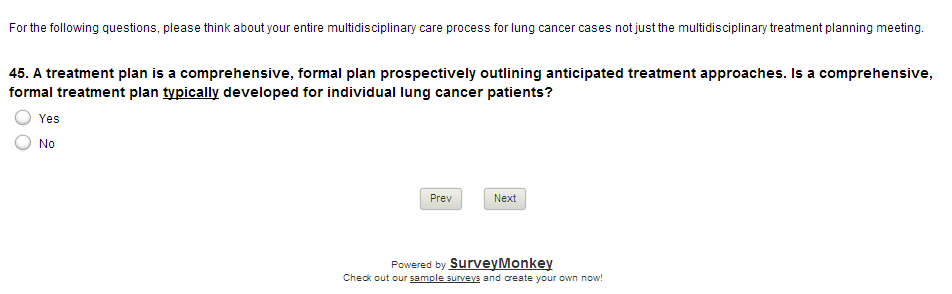 For the following questions, please think about your entire multidisciplinary care process for lung cancer cases not just the multidisciplinary treatment planning meeting.
45. A treatment plan is a comprehensive, formal plan prospectively outlining anticipated treatment approaches. Is a comprehensive,
formal treatment plan typically developed for individual lung cancer patients?
Yes
No
Prev Next
Powered by SurveyMonkey
Check out our sample surveys and create your own now!